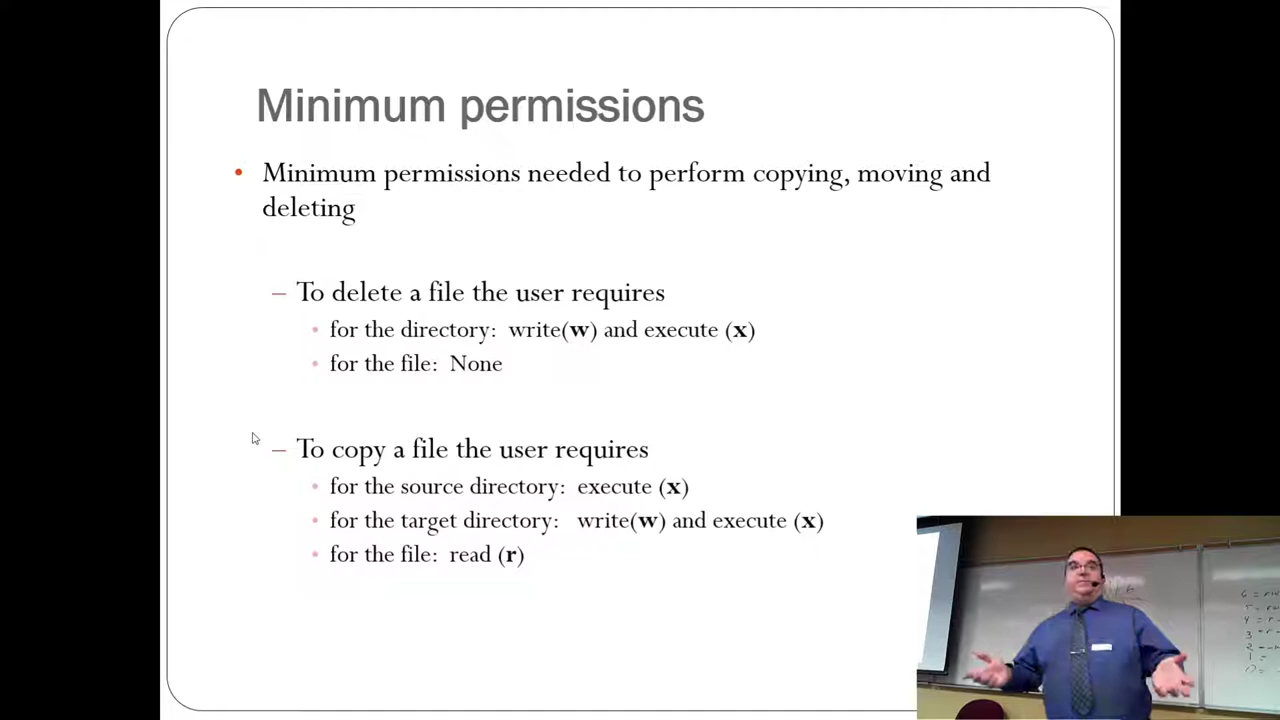 Minimum permissions
• Minimum permissions needed to perform copying, moving and
deleting
– To delete a file the user requires
• for the directory: write(w) and execute (x)
• for the file: None
– To copy a file the user requires
• for the source directory: execute (x)
• for the target directory: write(w) and execute (x)
• for the file: read (r)